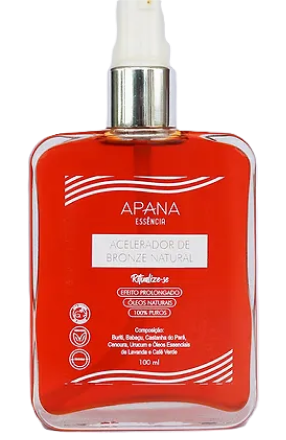 APANA
ESSÊNCIA
ACELERADOR DE
BRONZE NATURAL
Ritualize-se
EFEITO PROLONGADO
ÓLEOS NATURAIS
100% PUROS
Composição:
Buriti, Babaçu, Castanha do Pará,
Cenoura, Urucum e Óleos Essenciais
de Lavanda e Café Verde
100 ml